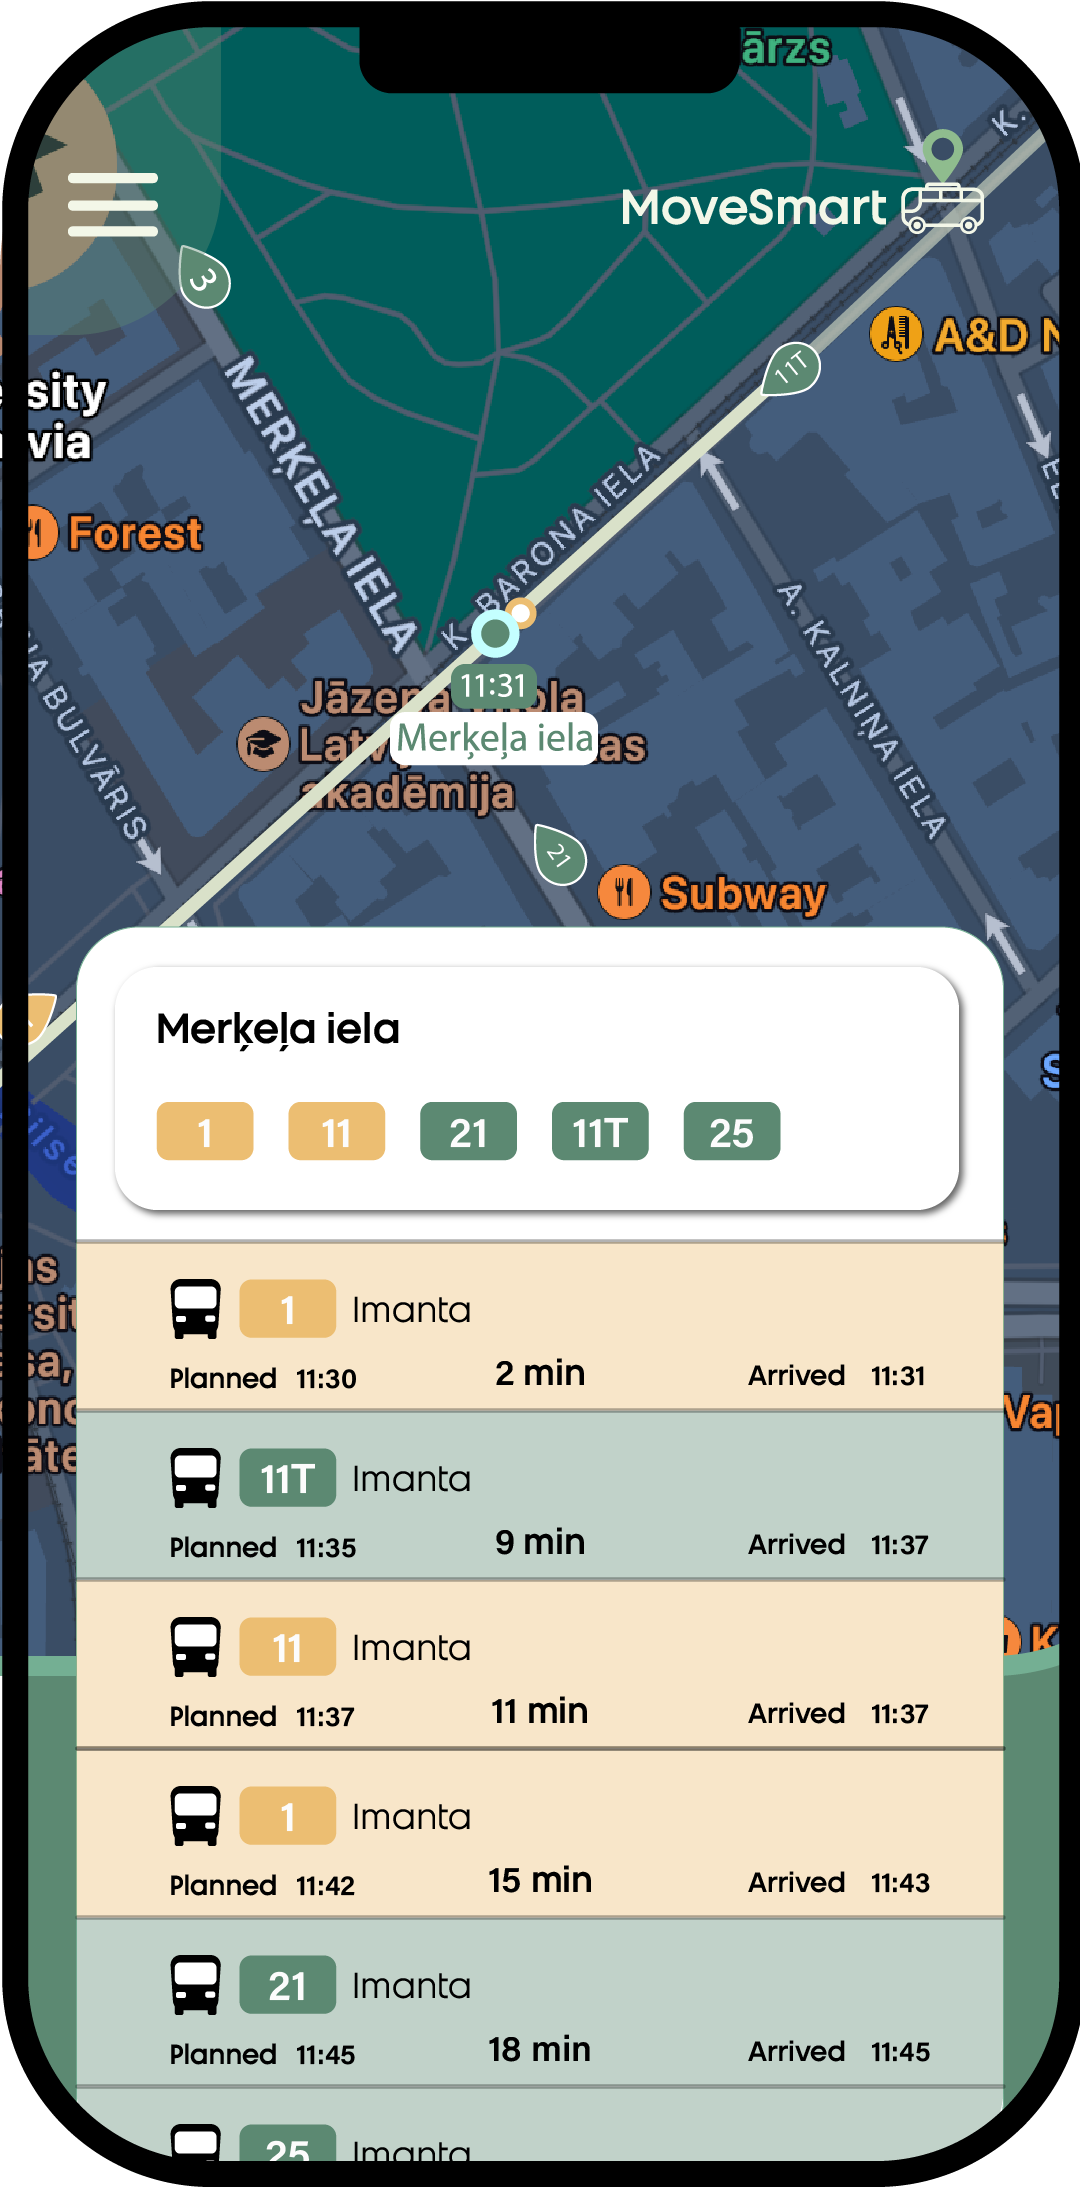 ārzs
K.
MoveSmart
3
A&D N
11T
sity
via
MERĶEĻA IELA
Forest
K. BARONA IELA
A. KALNIŅA IELA
11:31
Jāzepa
ola
Merķeļa iela
Latv
as
akadēmija
BULVĀRIS
21
Subway
Merķeļa iela
1 11 21 11T 25
1 Imanta
Planned 11:30 2 min Arrived 11:31
11T Imanta
Planned 11:35 9 min Arrived 11:37
11 Imanta
Planned 11:37 11 min Arrived 11:37
1 Imanta
Planned 11:42 15 min Arrived 11:43
21 Imanta
Planned 11:45 18 min Arrived 11:45
25 Imanta